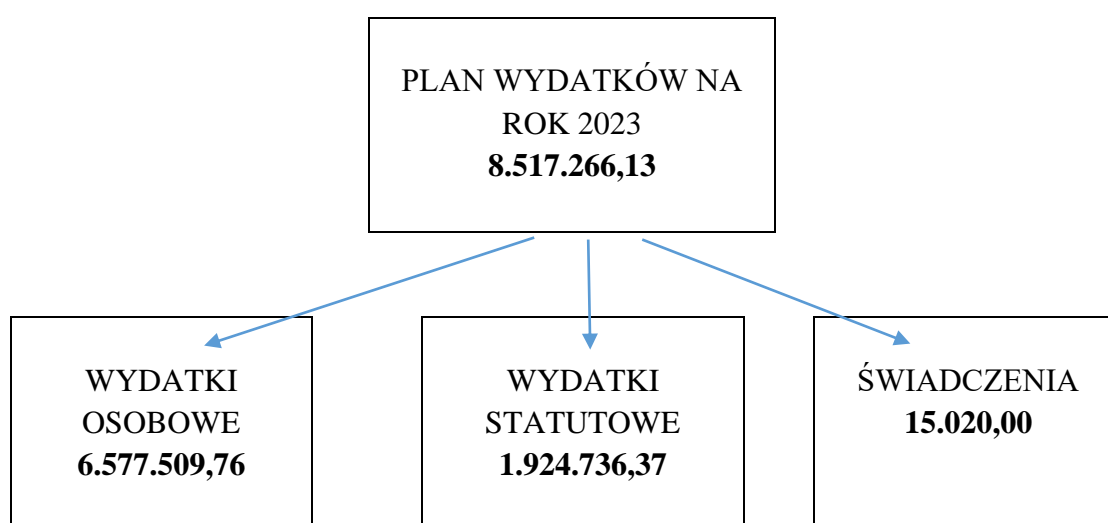 PLAN WYDATKÓW NA
ROK 2023
8.517.266,13
WYDATKI
OSOBOWE
6.577.509,76
WYDATKI
STATUTOWE
1.924.736,37
ŚWIADCZENIA
15.020,00